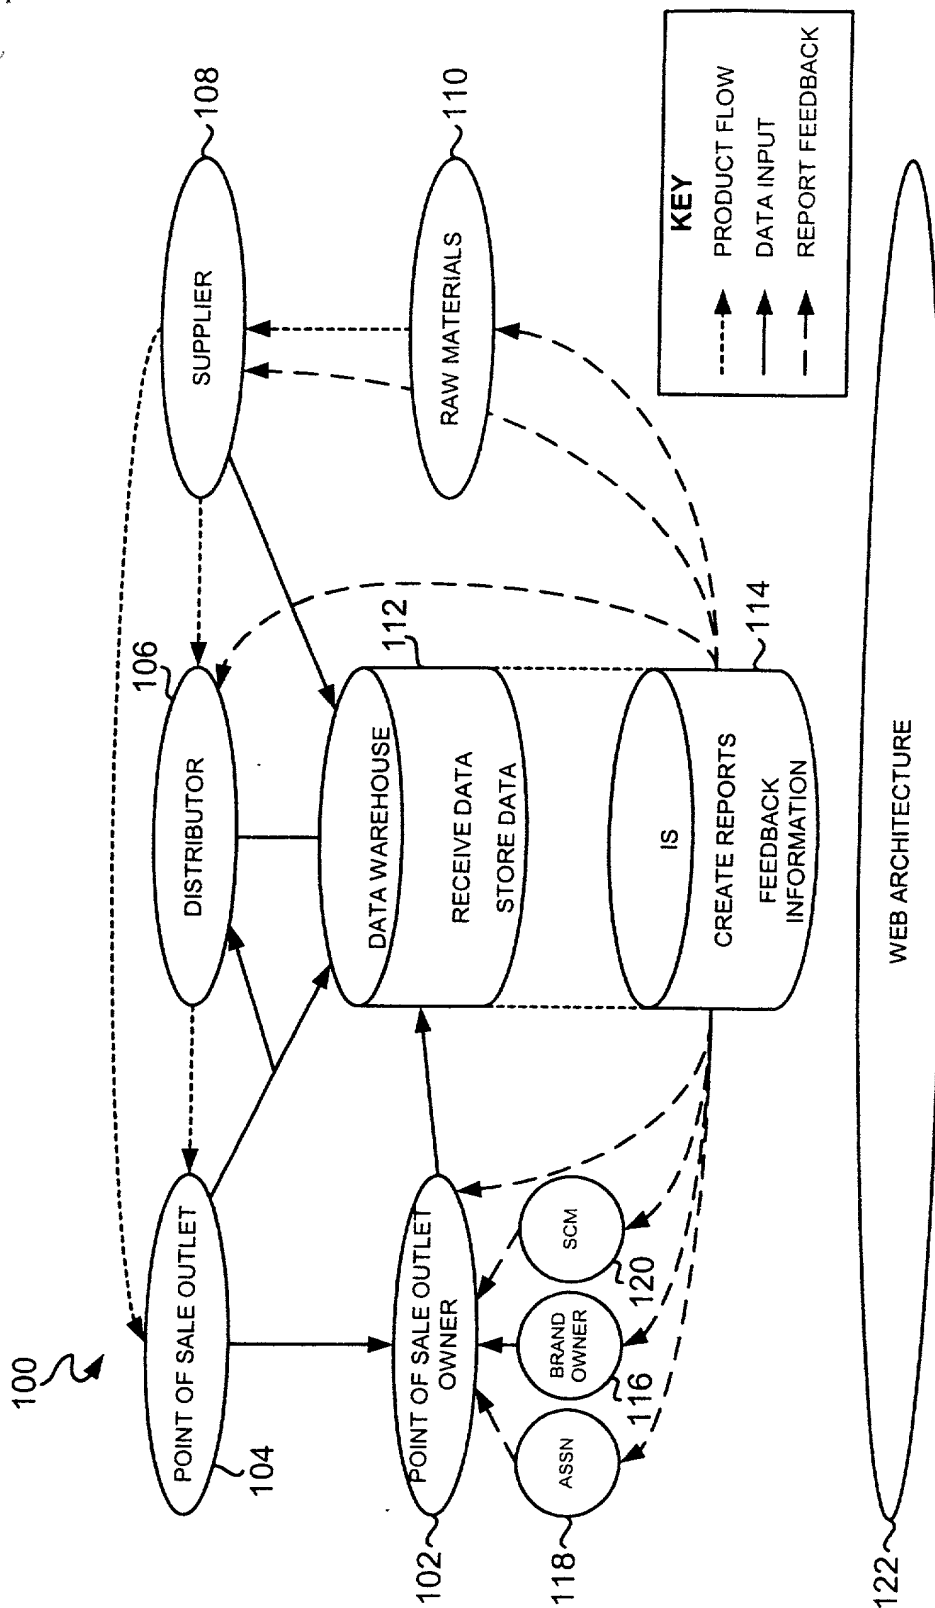 100
POINT OF SALE OUTLET
104
DISTRIBUTOR
106
SUPPLIER
108
POINT OF SALE OUTLET
OWNER
102
DATA WAREHOUSE
RECEIVE DATA
STORE DATA
112
RAW MATERIALS
110
ASSN
118
BRAND
OWNER
116
SCM
120
IS
CREATE REPORTS
FEEDBACK
INFORMATION
114
KEY
PRODUCT FLOW
DATA INPUT
REPORT FEEDBACK
WEB ARCHITECTURE
122